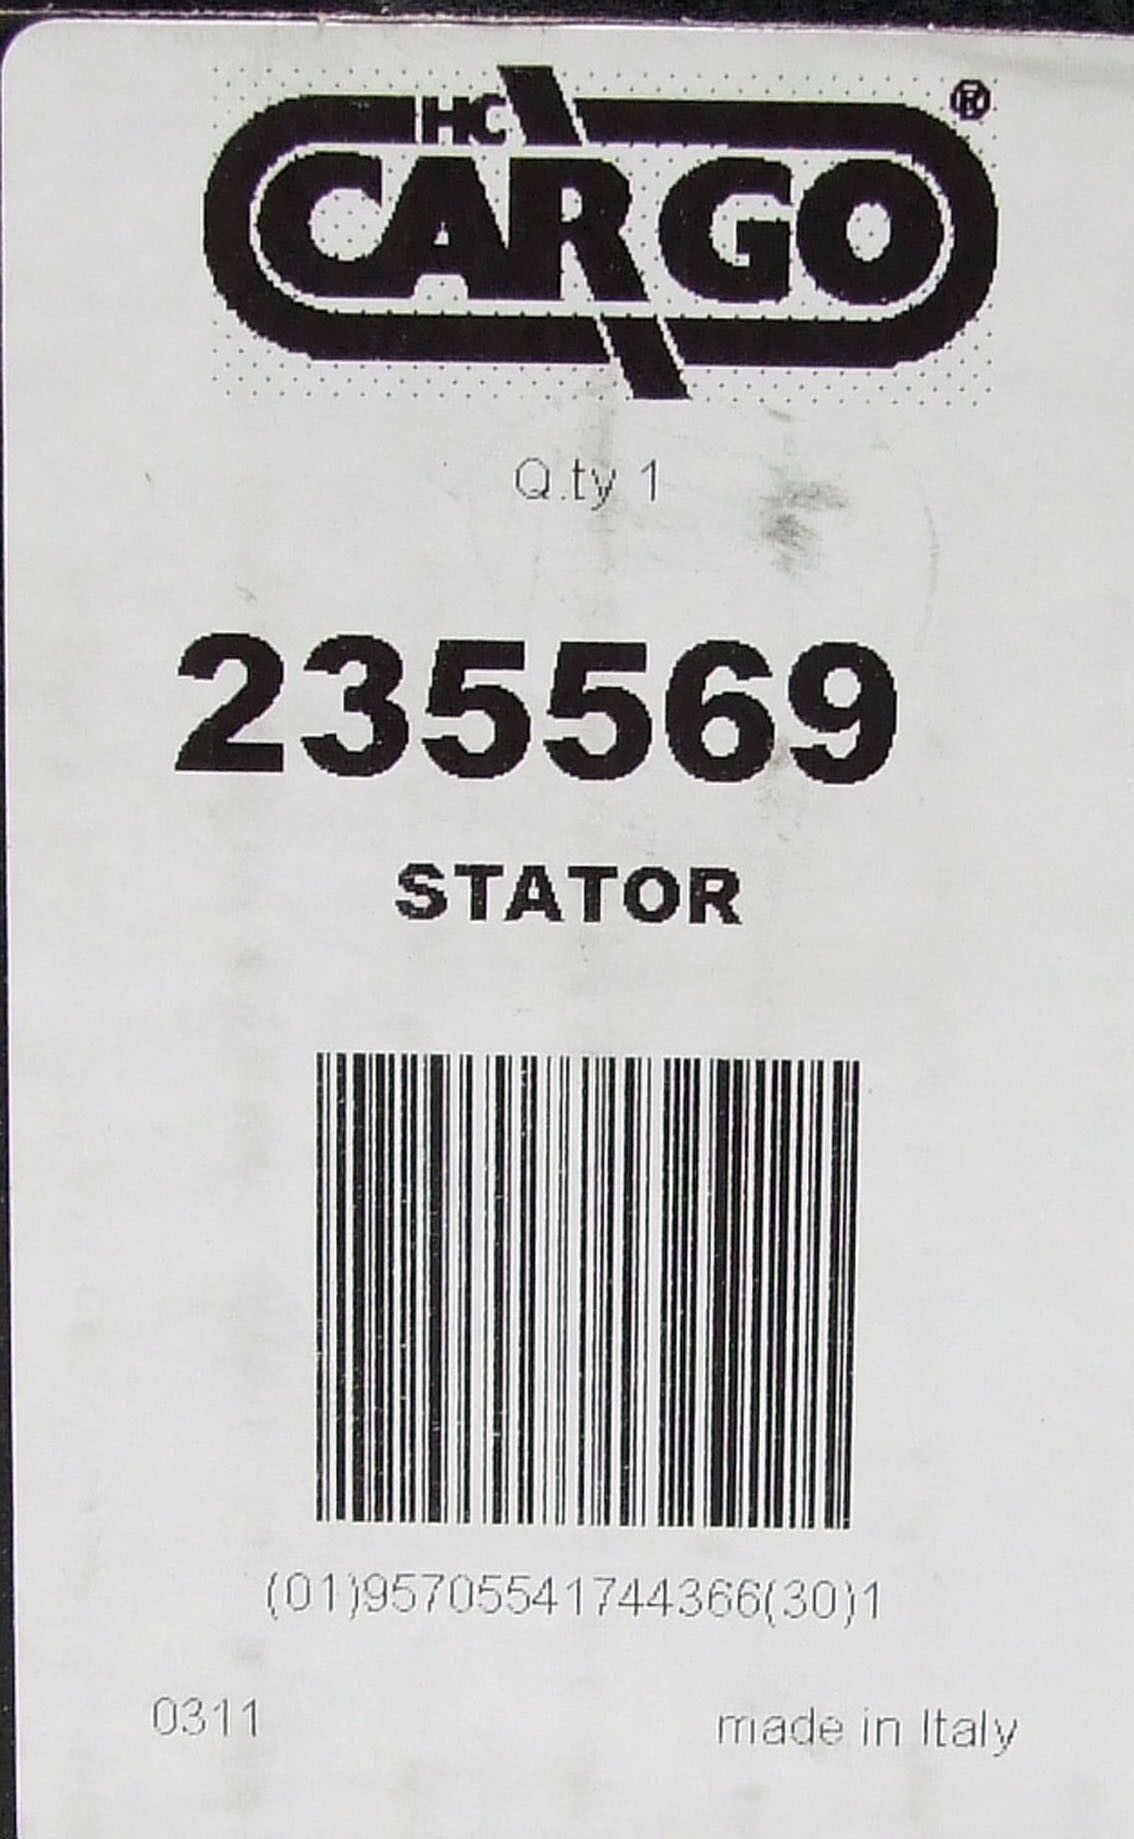 HC
CARGO ®
Q.ty 1
235569
STATOR
(01)95705541744366(30)1
0311
made in Italy